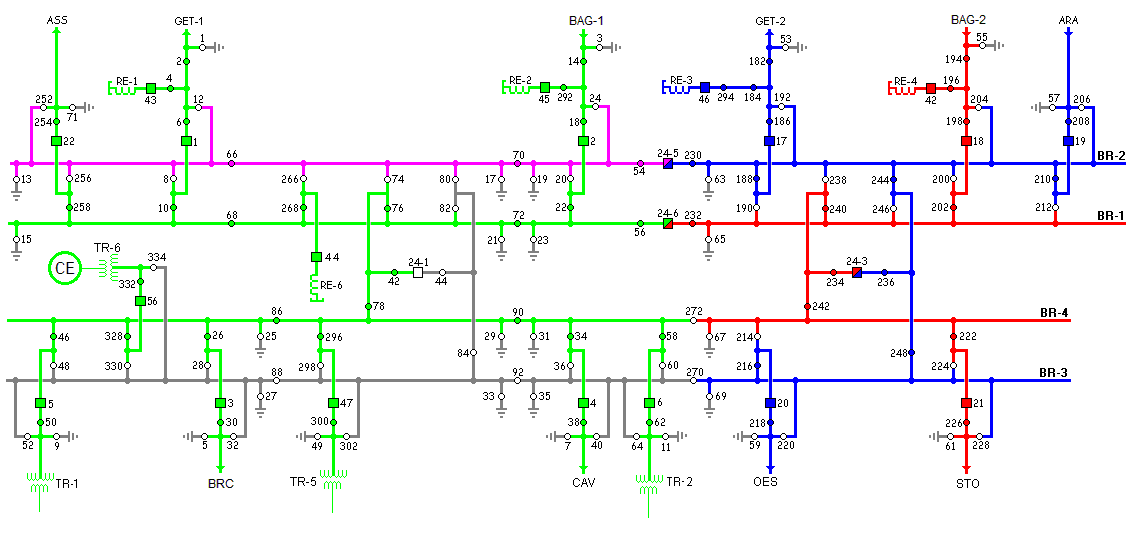 ASS GET-1 BAG-1 GET-2 BAG-2 ARA
1 3 53 55
2 14 182 194
RE-1 4 RE-2 RE-3 RE-4 196
43 45 292 46 294 184 42
252 71 12 24 192 204 57 206
254 6 18 186 198 208
22 1 2 17 18 19
66 70 24-5 230 BR-2
54
13 256 8 266 74 80 17 19 20 63 188 238 244 200 210
258 10 268 76 82 22 190 240 246 202 212
68 72 24-6 232 BR-1
56
15 21 23 65
TR-6 334 44 24-1 24-3
CE 332 42 44 234 236
56 RE-6
78 242
86 90 272 BR-4
46 328 26 25 296 29 31 34 58 67 214 222
48 330 28 298 84 36 60 216 248 224
88 92 270 BR-3
27 33 35 69
5 3 47 4 6 20 21
50 30 300 38 62 218 226
52 9 5 32 49 302 7 40 64 11 59 220 61 228
TR-1 BRC TR-5 CAV TR-2 OES STO